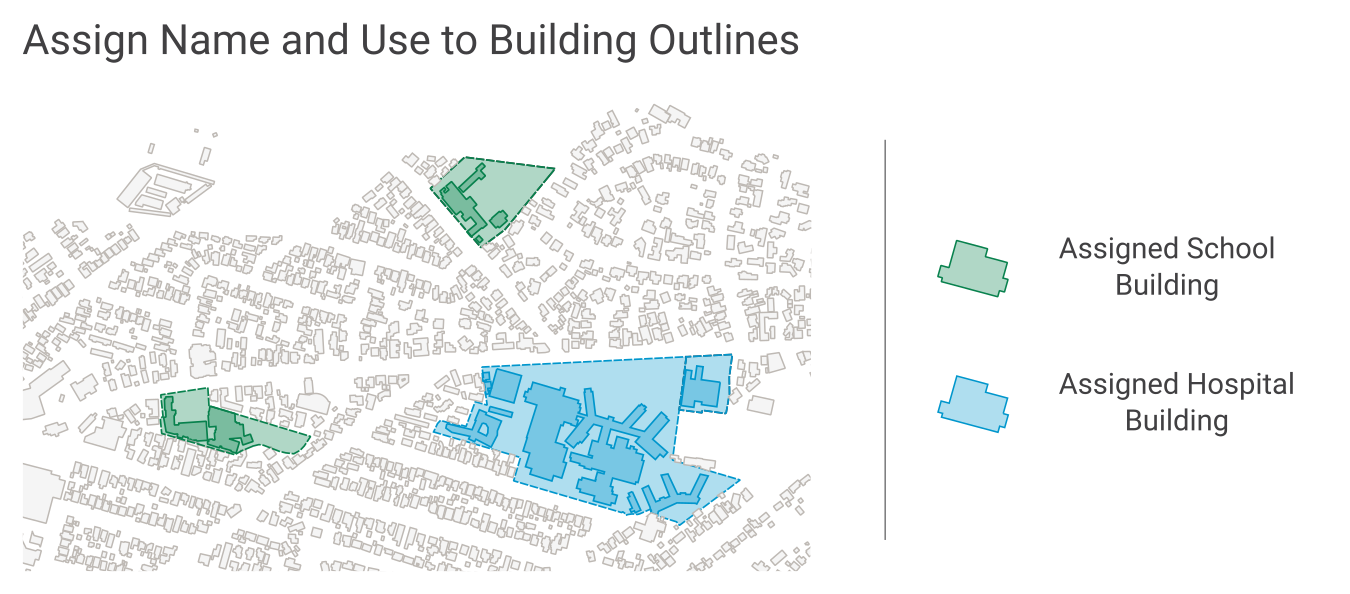 Assign Name and Use to Building Outlines
Assigned School
Building
Assigned Hospital
Building